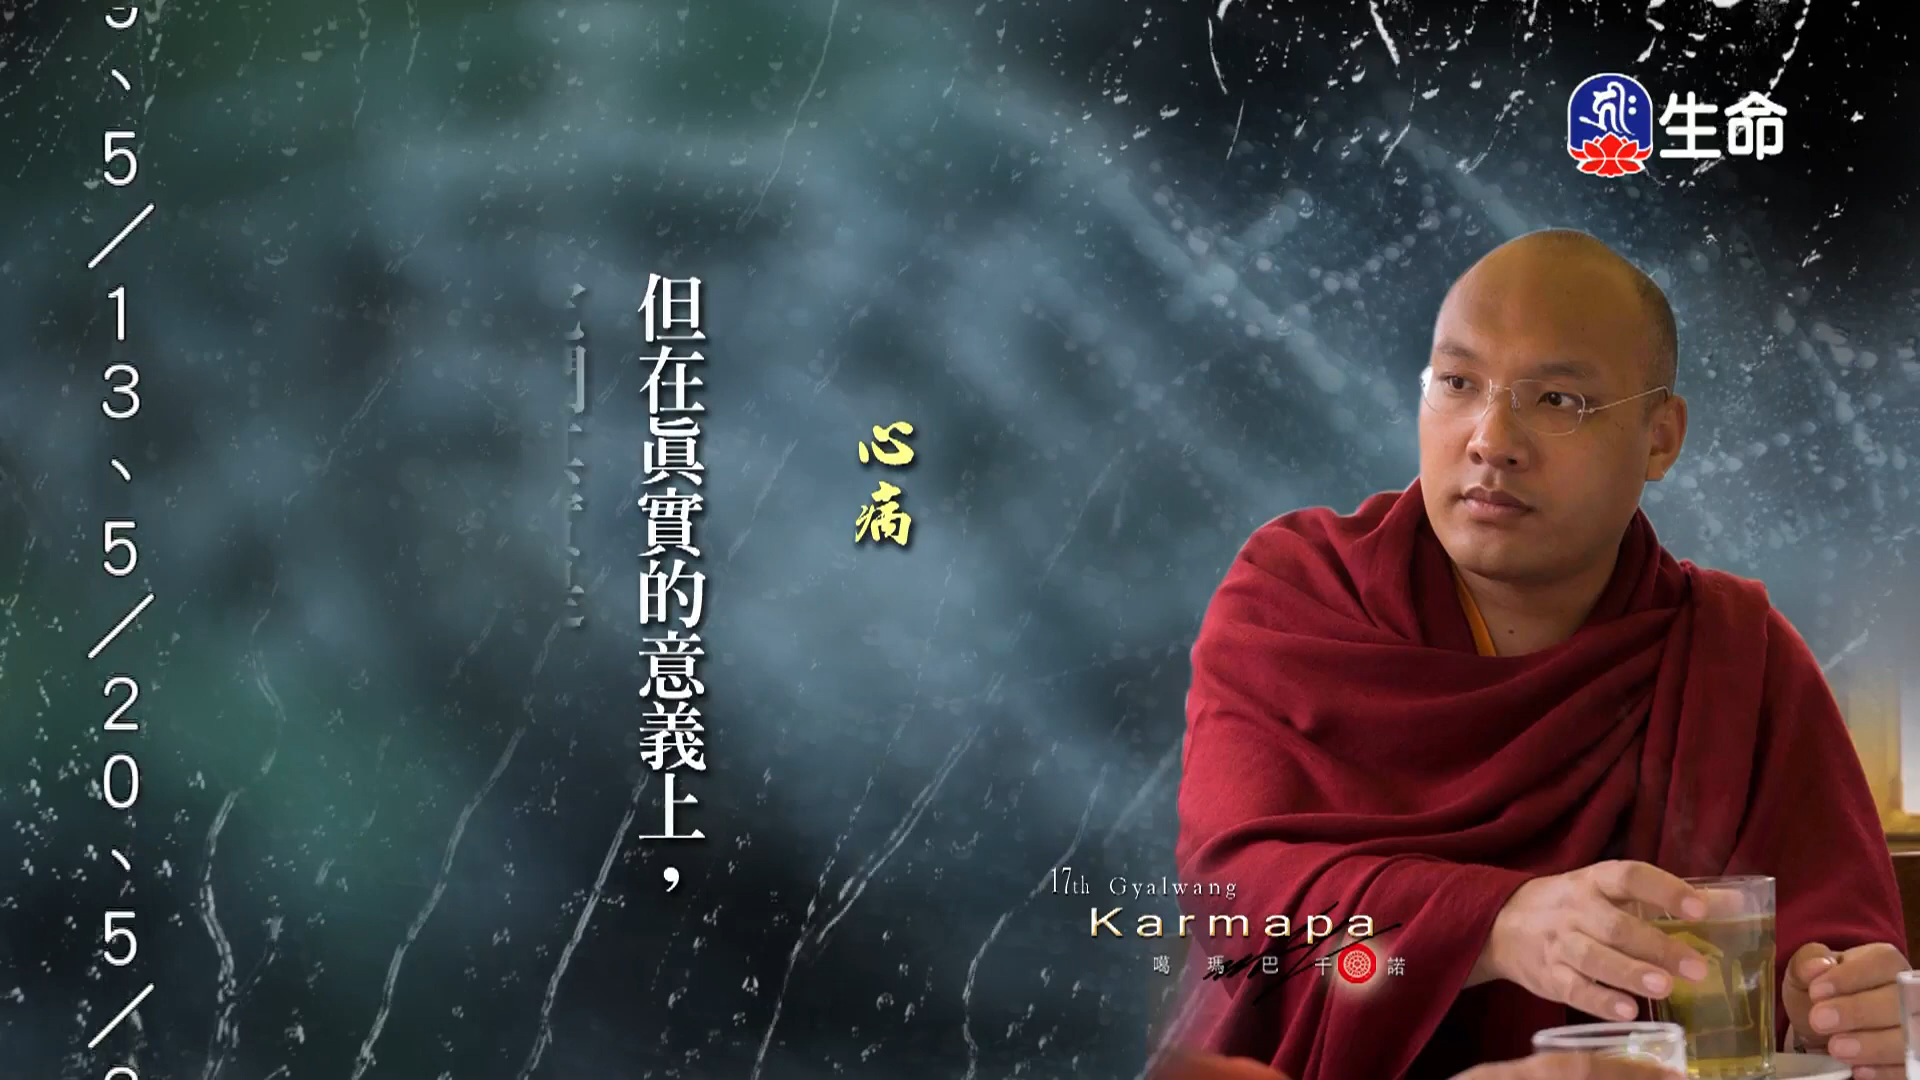 生命
心痛
但在真實的意義上，
5/13、5/20、5/
17th Gyalwang
Karmapa
噶瑪巴千諾